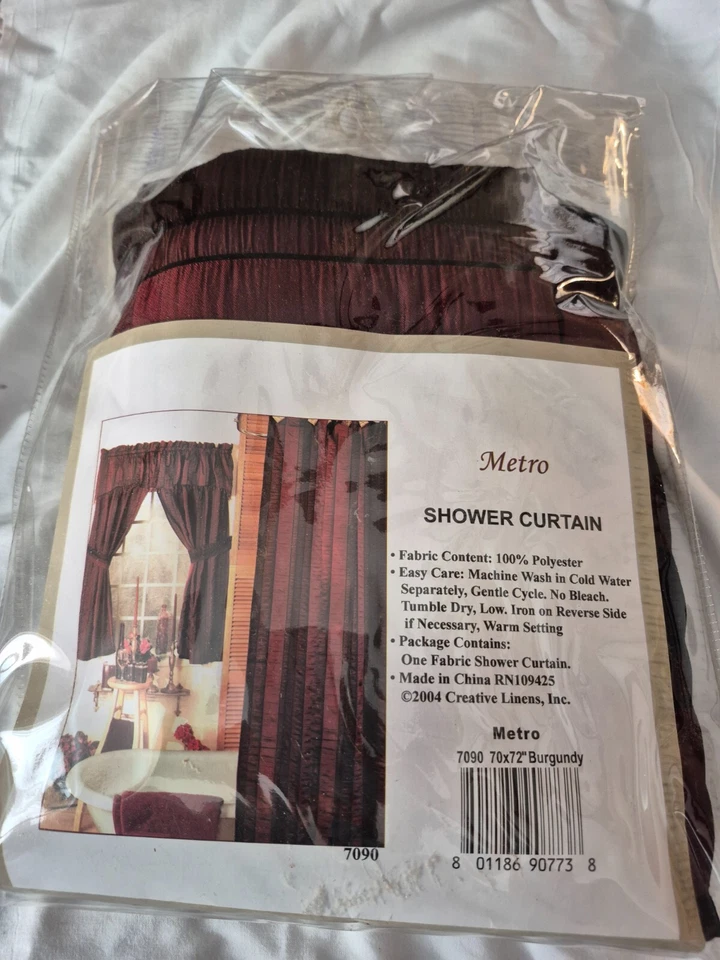 Metro
SHOWER CURTAIN
• Fabric Content: 100% Polyester
• Easy Care: Machine Wash in Cold Water
Separately, Gentle Cycle. No Bleach.
Tumble Dry, Low. Iron on Reverse Side
if Necessary, Warm Setting
• Package Contains:
One Fabric Shower Curtain.
• Made in China RN109425
©2004 Creative Linens, Inc.
Metro
7090 70x72" Burgundy
8 01186 90773 8
7090